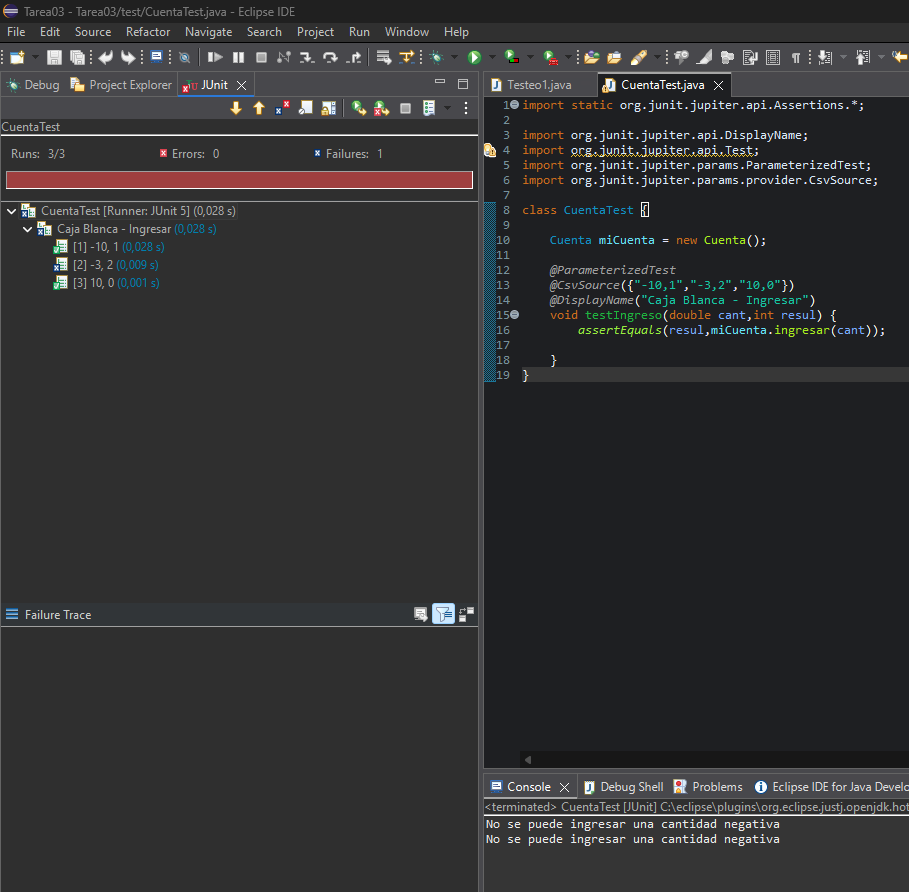 Tarea03 - Tarea03/test/CuentaTest.java - Eclipse IDE
File Edit Source Refactor Navigate Search Project Run Window Help
Debug Project Explorer JUnit
CuentaTest
Runs: 3/3 Errors: 0 Failures: 1
CuentaTest [Runner: JUnit 5] (0,028 s)
Caja Blanca - Ingresar (0,028 s)
[1] -10, 1 (0,028 s)
[2] -3, 2 (0,009 s)
[3] 10, 0 (0,001 s)
Failure Trace
Testeo1.java CuentaTest.java
1 import static org.junit.jupiter.api.Assertions.*;
2
3 import org.junit.jupiter.api.DisplayName;
4 import org.junit.jupiter.api.Test;
5 import org.junit.jupiter.params.ParameterizedTest;
6 import org.junit.jupiter.params.provider.CsvSource;
7
8 class CuentaTest {
9
10 Cuenta miCuenta = new Cuenta();
11
12 @ParameterizedTest
13 @CsvSource({"-10,1","-3,2","10,0"})
14 @DisplayName("Caja Blanca - Ingresar")
15 void testIngreso(double cant,int resul) {
16 assertEquals(resul,miCuenta.ingresar(cant));
17
18 }
19 }
Console Debug Shell Problems Eclipse IDE for Java Develo
<terminated> CuentaTest [JUnit] C:\eclipse\plugins\org.eclipse.justj.openjdk.hot
No se puede ingresar una cantidad negativa
No se puede ingresar una cantidad negativa